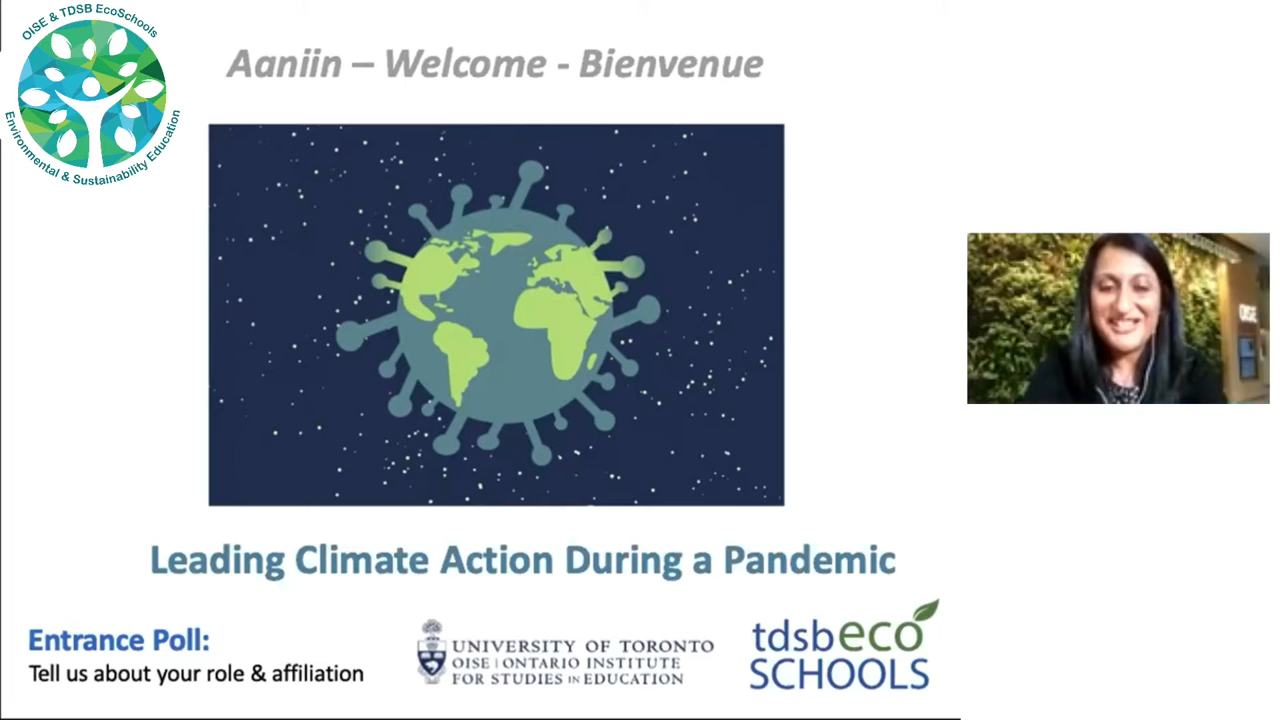 OISE & TDSB EcoSchools
Environmental & Sustainability Education
Aaniin – Welcome - Bienvenue
OISE
Leading Climate Action During a Pandemic
Entrance Poll:
Tell us about your role & affiliation
UNIVERSITY OF TORONTO
OISE | ONTARIO INSTITUTE
FOR STUDIES IN EDUCATION
tdsbeco
SCHOOLS